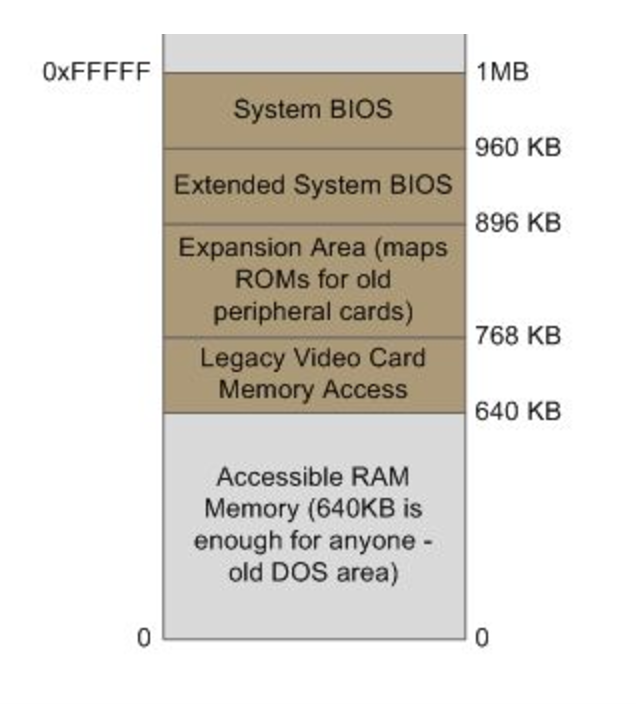 0xFFFFF
1MB
System BIOS
960 KB
Extended System BIOS
896 KB
Expansion Area (maps
ROMs for old
peripheral cards)
768 KB
Legacy Video Card
Memory Access
640 KB
Accessible RAM
Memory (640KB is
enough for anyone -
old DOS area)
0
0